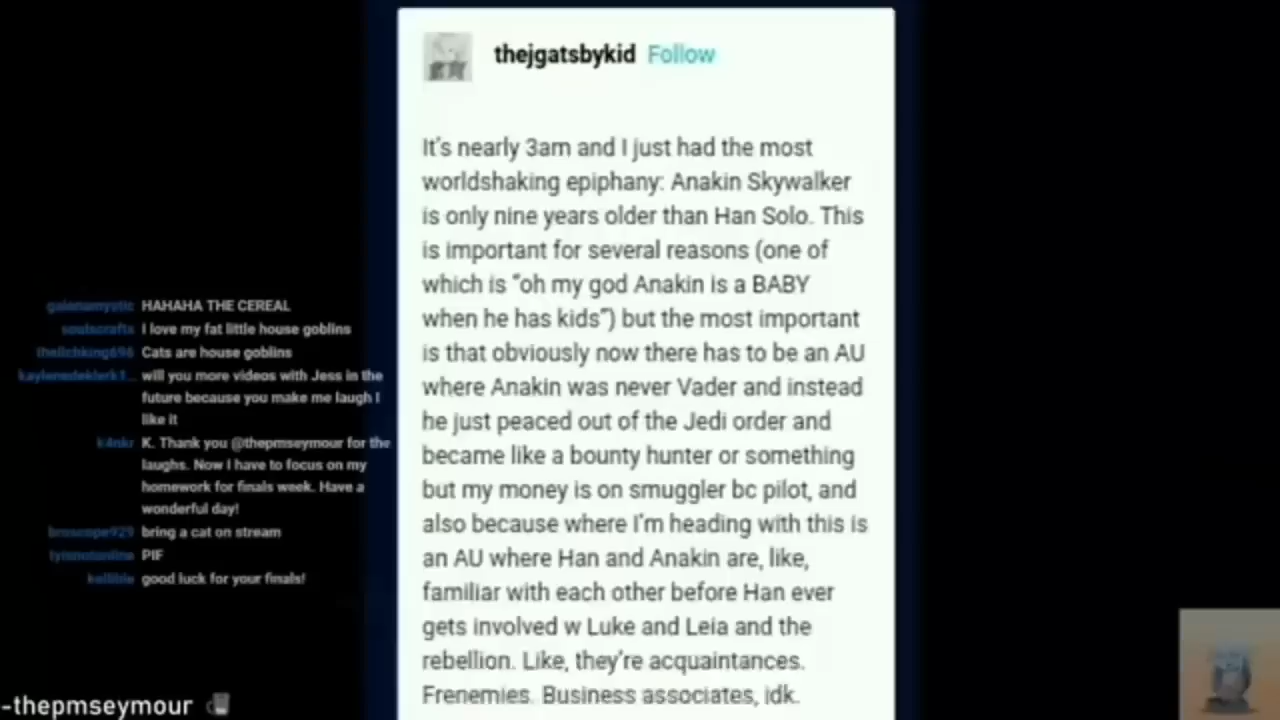 thejgatsbykid Follow
It's nearly 3am and I just had the most
worldshaking epiphany: Anakin Skywalker
is only nine years older than Han Solo. This
is important for several reasons (one of
which is "oh my god Anakin is a BABY
when he has kids") but the most important
is that obviously now there has to be an AU
where Anakin was never Vader and instead
he just peaced out of the Jedi order and
became like a bounty hunter or something
but my money is on smuggler bc pilot, and
also because where I'm heading with this is
an AU where Han and Anakin are, like,
familiar with each other before Han ever
gets involved w Luke and Leia and the
rebellion. Like, they're acquaintances.
Frenemies. Business associates, idk.
HAHAHA THE CEREAL
soulscrafts I love my fat little house goblins
thelichking696 Cats are house goblins
will you more videos with Jess in the
future because you make me laugh I
like it
k4nkr K. Thank you @thepmseymour for the
laughs. Now I have to focus on my
homework for finals week. Have a
wonderful day!
bring a cat on stream
PIF
good luck for your finals!
-thepmseymour